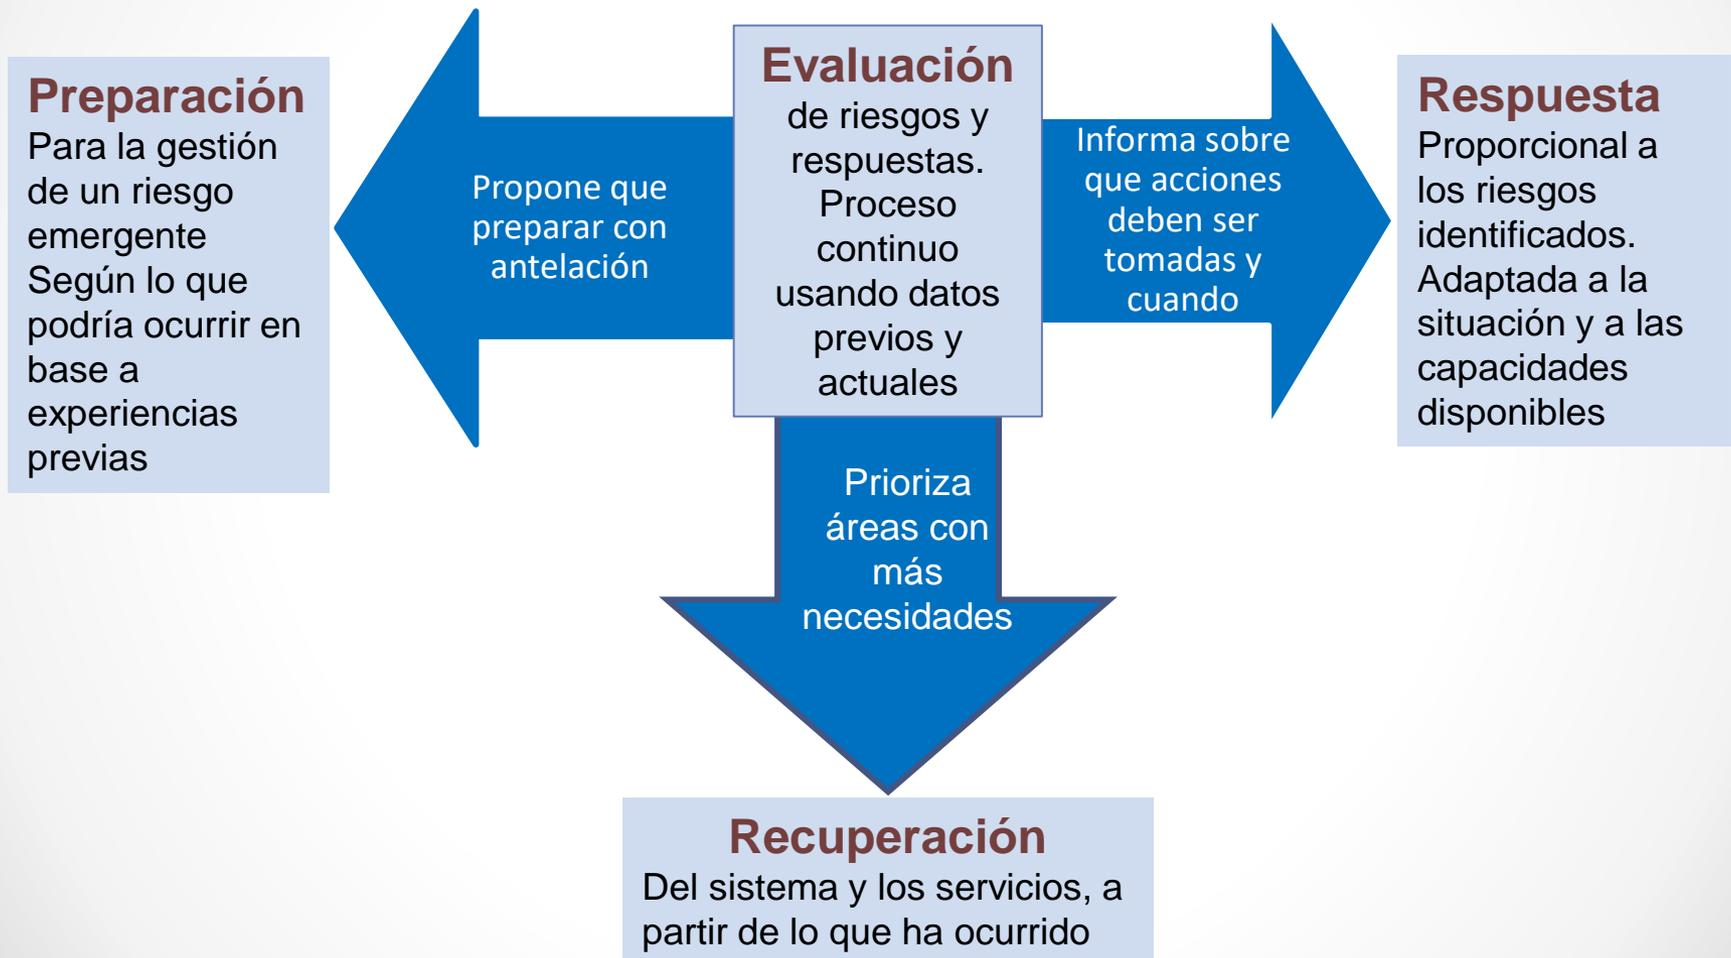 Preparación
Para la gestión
de un riesgo
emergente
Según lo que
podría ocurrir en
base a
experiencias
previas
Propone que
preparar con
antelación
Evaluación
de riesgos y
respuestas.
Proceso
continuo
usando datos
previos y
actuales
Informa sobre
que acciones
deben ser
tomadas y
cuando
Respuesta
Proporcional a
los riesgos
identificados.
Adaptada a la
situación y a las
capacidades
disponibles
Prioriza
áreas con
más
necesidades
Recuperación
Del sistema y los servicios, a
partir de lo que ha ocurrido